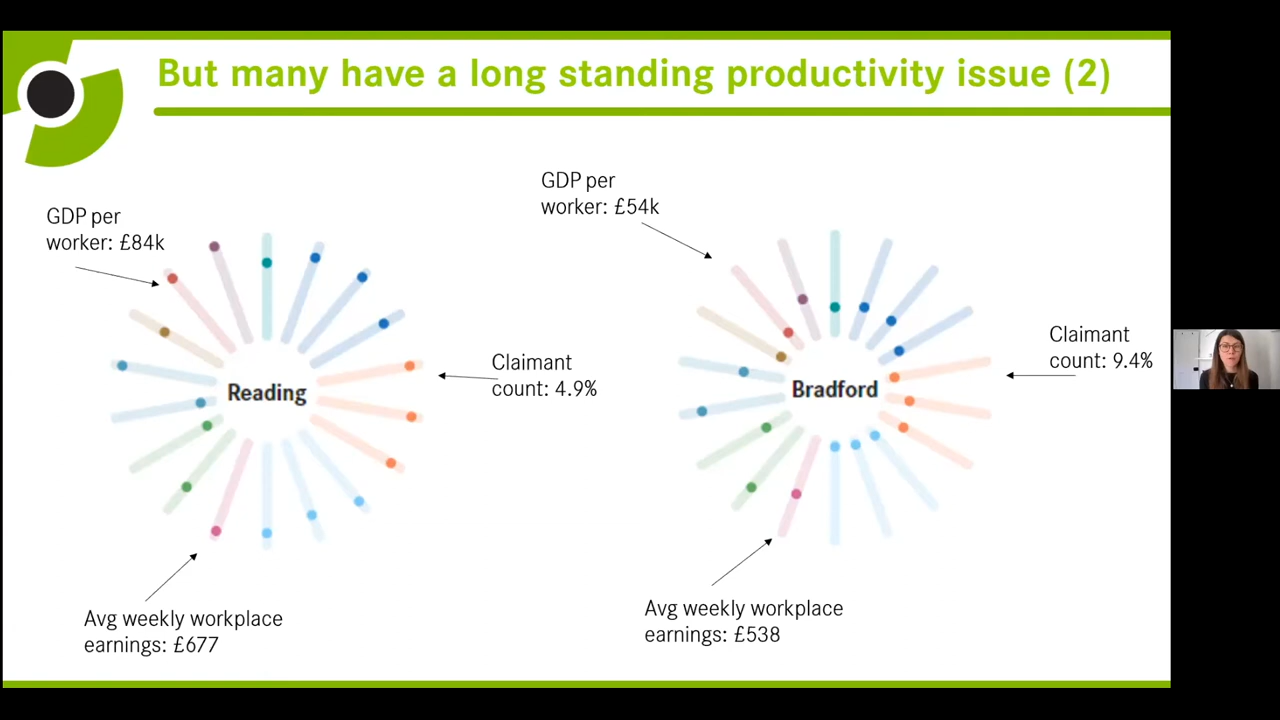 But many have a long standing productivity issue (2)
GDP per
worker: £84k
Reading
Claimant
count: 4.9%
Avg weekly workplace
earnings: £677
GDP per
worker: £54k
Bradford
Claimant
count: 9.4%
Avg weekly workplace
earnings: £538